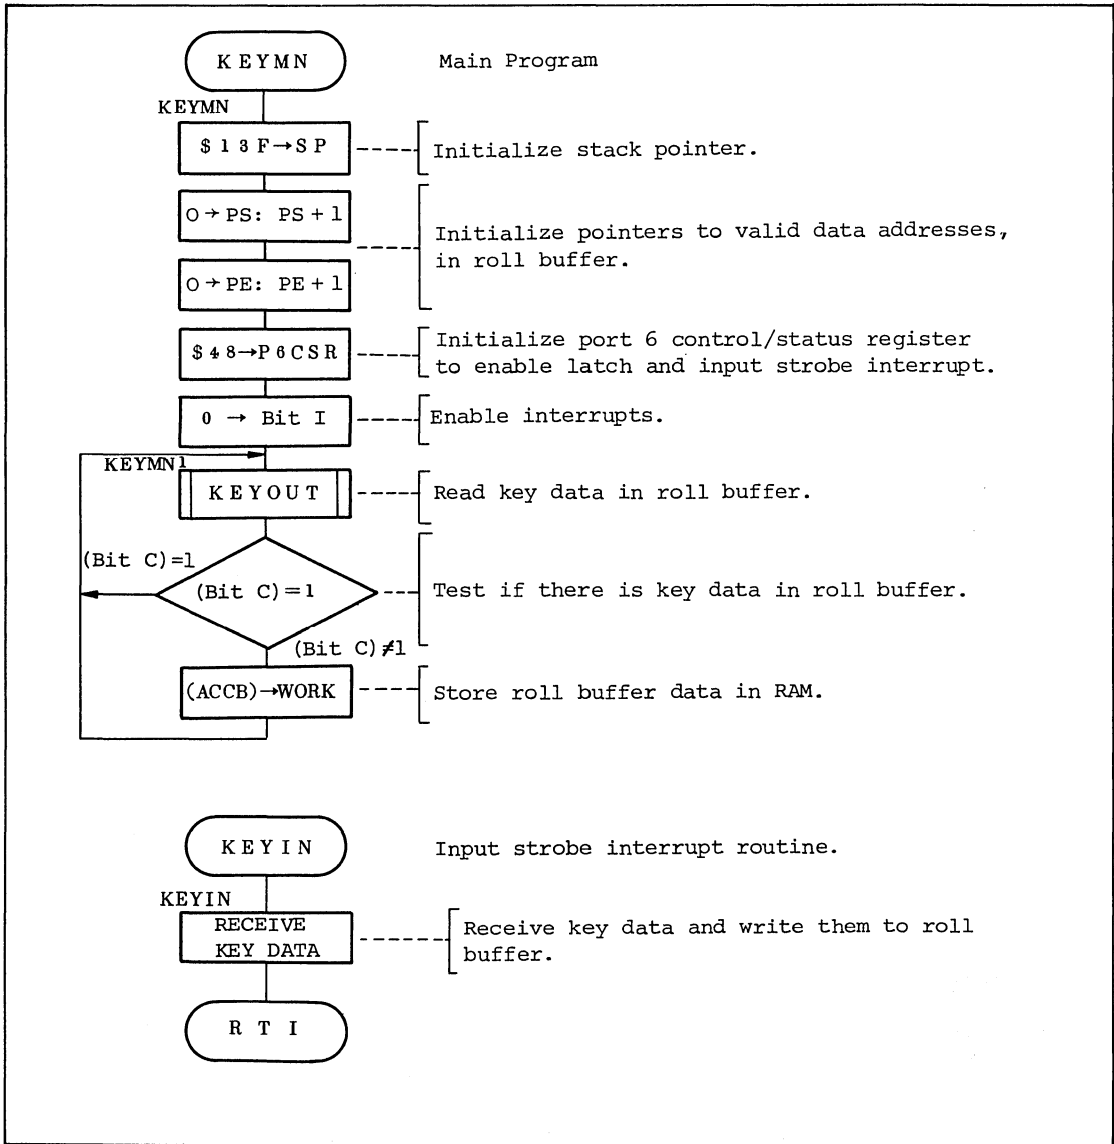 KEYMN
Main Program
KEYMN
$13F→SP
Initialize stack pointer.
O→PS: PS+1
Initialize pointers to valid data addresses,
in roll buffer.
O→PE: PE+1
$48→P6CSR
Initialize port 6 control/status register
to enable latch and input strobe interrupt.
0 → Bit I
Enable interrupts.
KEYMN1
KEYOUT
Read key data in roll buffer.
(Bit C)=1
(Bit C)=1
Test if there is key data in roll buffer.
(Bit C)≠1
(ACCB)→WORK
Store roll buffer data in RAM.
KEYIN
Input strobe interrupt routine.
KEYIN
RECEIVE
KEY DATA
Receive key data and write them to roll
buffer.
RTI